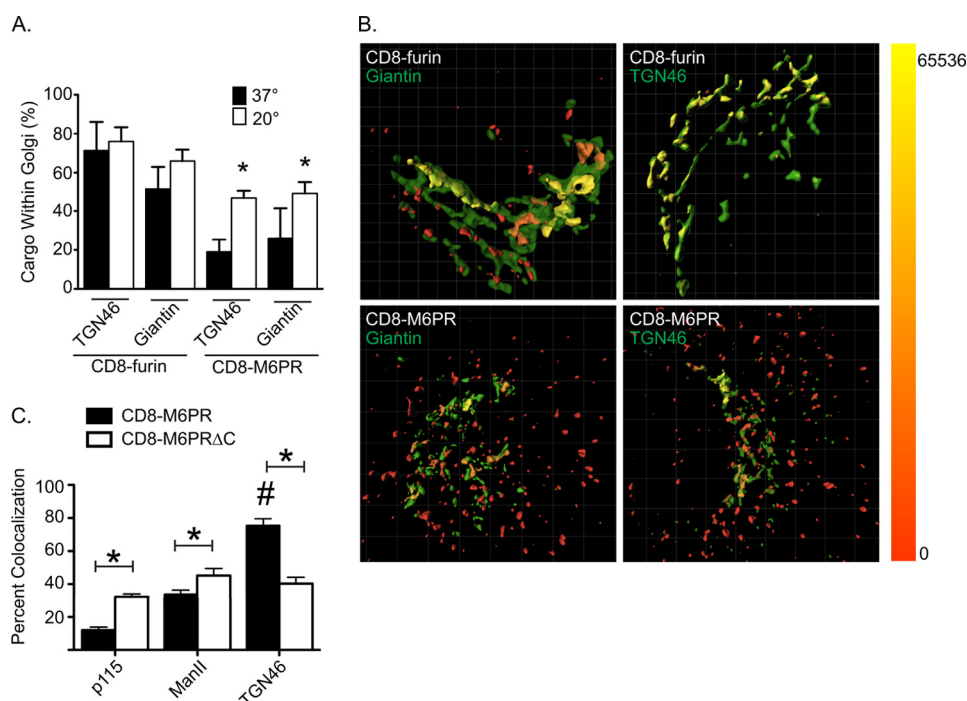 A.
37°
20°
Cargo Within Golgi (%)
100
80
60
40
20
0
*
*
TGN46
Giantin
TGN46
Giantin
CD8-furin
CD8-M6PR
B.
CD8-furin
Giantin
CD8-furin
TGN46
CD8-M6PR
Giantin
CD8-M6PR
TGN46
65536
0
C.
CD8-M6PR
CD8-M6PRΔC
Percent Colocalization
100
80
60
40
20
*
*
#
*
p115
ManII
TGN46